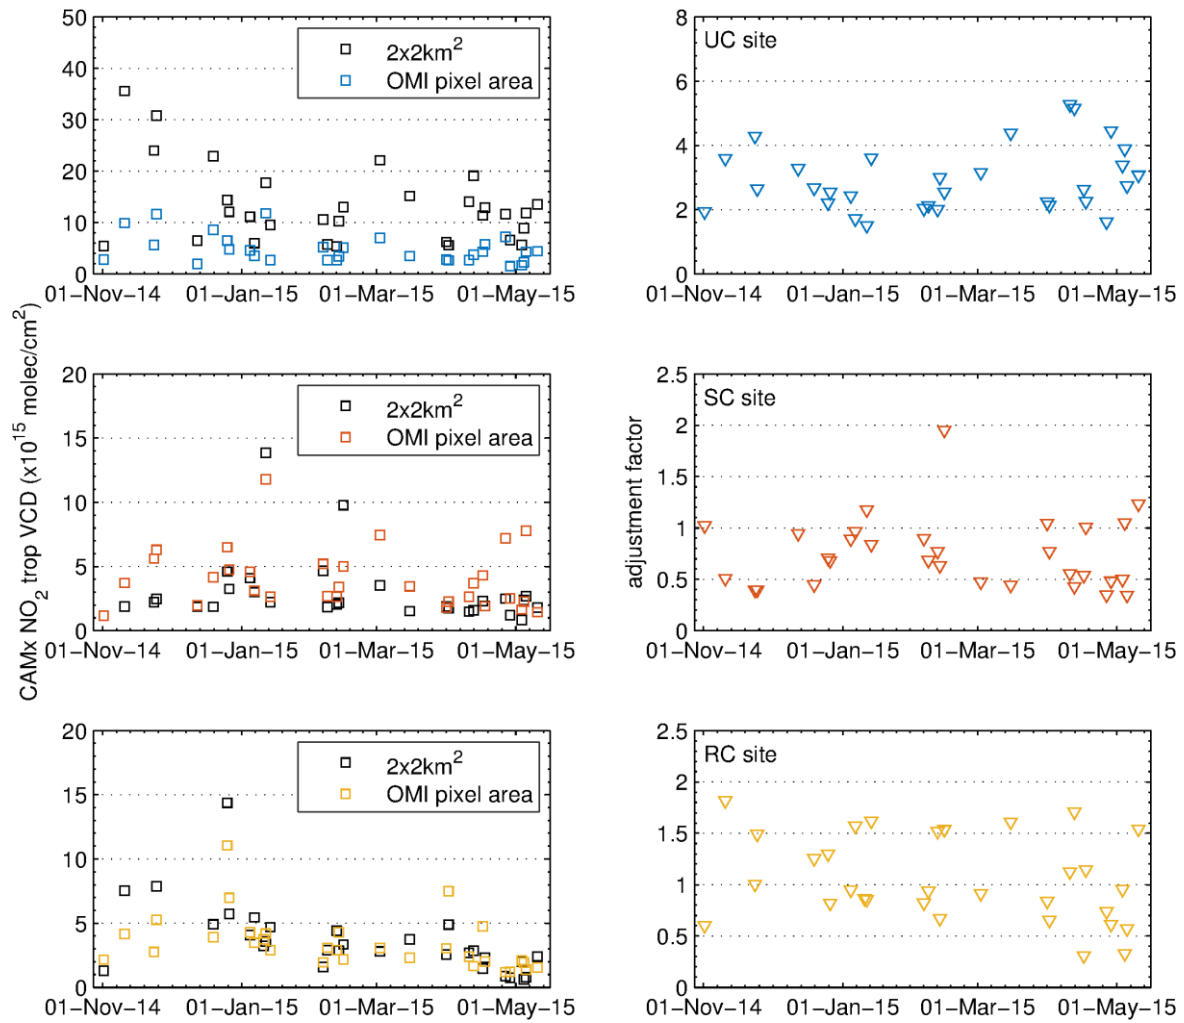 50
40
30
20
10
0
2x2km²
OMI pixel area
01-Nov-14 01-Jan-15 01-Mar-15 01-May-15
8
6
4
2
0
UC site
01-Nov-14 01-Jan-15 01-Mar-15 01-May-15
CAMx NO₂ trop VCD (x10¹⁵ molec/cm²)
20
15
10
5
0
2x2km²
OMI pixel area
01-Nov-14 01-Jan-15 01-Mar-15 01-May-15
adjustment factor
2.5
2
1.5
1
0.5
0
SC site
01-Nov-14 01-Jan-15 01-Mar-15 01-May-15
20
15
10
5
0
2x2km²
OMI pixel area
01-Nov-14 01-Jan-15 01-Mar-15 01-May-15
2.5
2
1.5
1
0.5
0
RC site
01-Nov-14 01-Jan-15 01-Mar-15 01-May-15